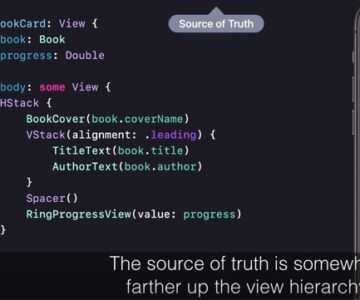 ookCard: View {
Source of Truth
book: Book
progress: Double
body: some View {
HStack {
BookCover(book.coverName)
VStack(alignment: .leading) {
TitleText(book.title)
AuthorText(book.author)
}
Spacer()
RingProgressView(value: progress)
}
The source of truth is somewh
farther up the view hierarchy